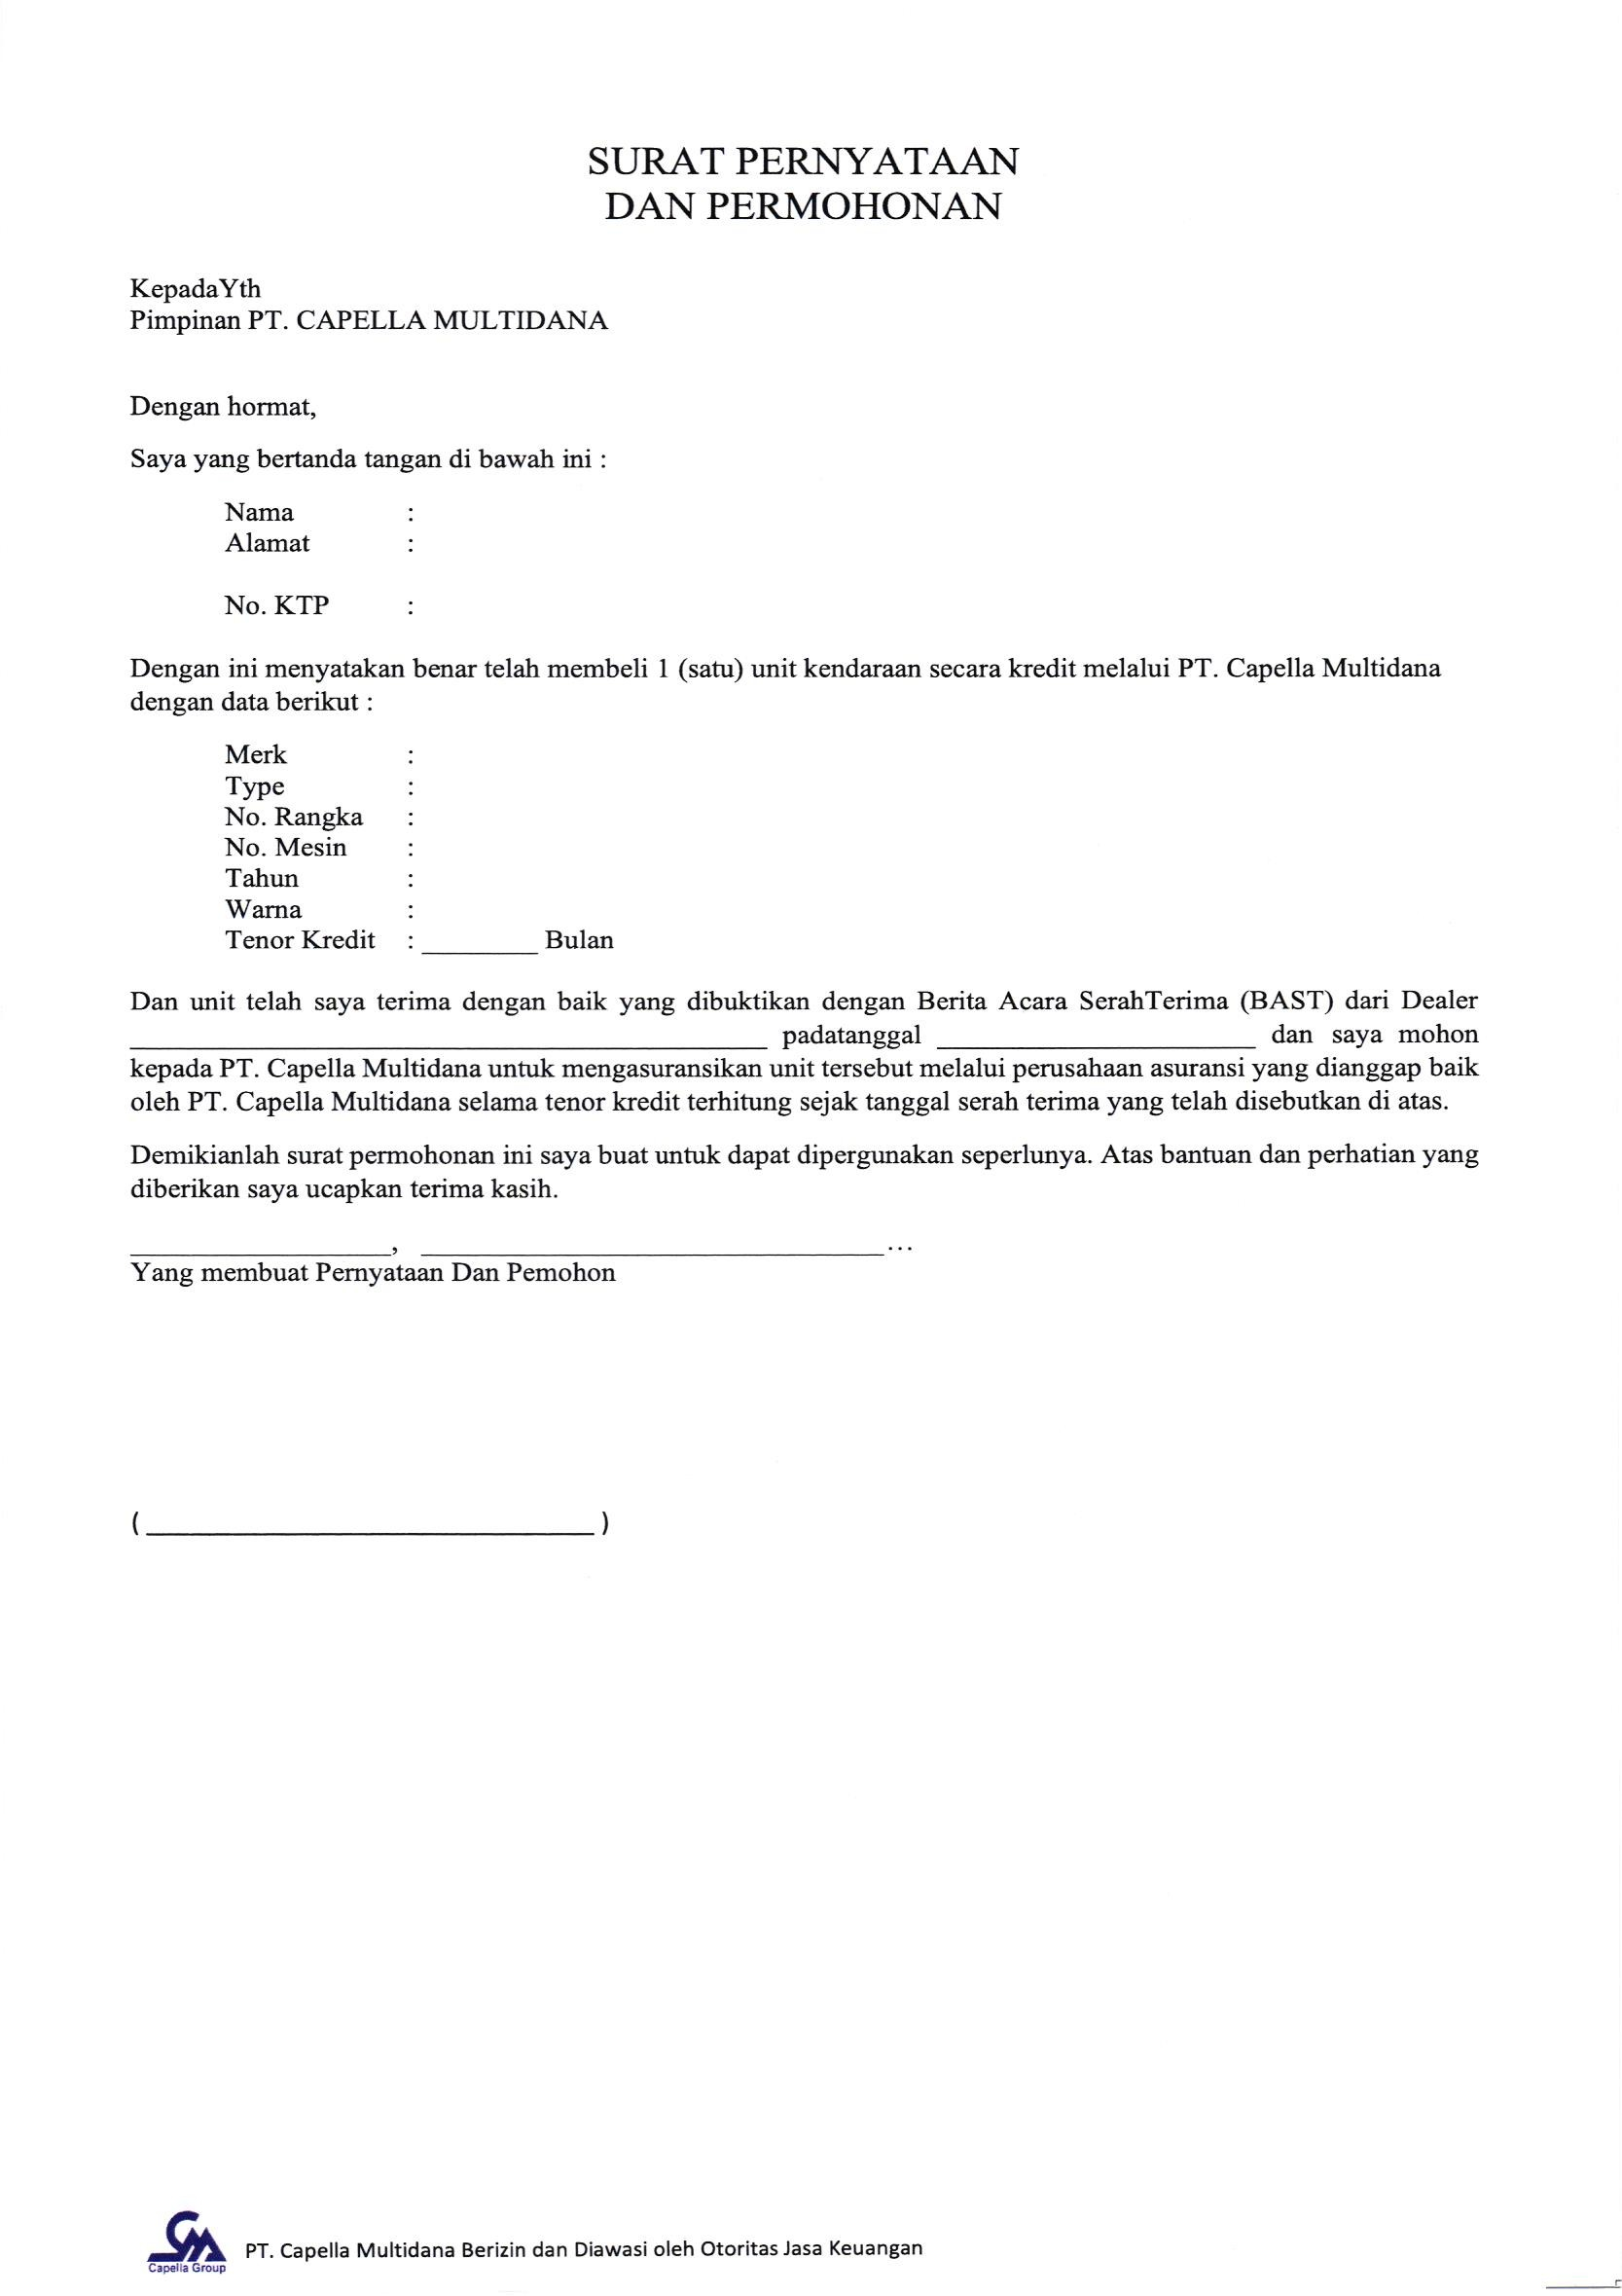 SURAT PERNYATAAN
DAN PERMOHONAN
KepadaYth
Pimpinan PT. CAPELLA MULTIDANA
Dengan hormat,
Saya yang bertanda tangan di bawah ini :
Nama :
Alamat :
No. KTP :
Dengan ini menyatakan benar telah membeli 1 (satu) unit kendaraan secara kredit melalui PT. Capella Multidana
dengan data berikut :
Merk :
Type :
No. Rangka :
No. Mesin :
Tahun :
Warna :
Tenor Kredit : ________ Bulan
Dan unit telah saya terima dengan baik yang dibuktikan dengan Berita Acara SerahTerima (BAST) dari Dealer
____________________________________________ padatanggal ______________________ dan saya mohon
kepada PT. Capella Multidana untuk mengasuransikan unit tersebut melalui perusahaan asuransi yang dianggap baik
oleh PT. Capella Multidana selama tenor kredit terhitung sejak tanggal serah terima yang telah disebutkan di atas.
Demikianlah surat permohonan ini saya buat untuk dapat dipergunakan seperlunya. Atas bantuan dan perhatian yang
diberikan saya ucapkan terima kasih.
__________________, ________________________________...
Yang membuat Pernyataan Dan Pemohon
( ______________________________ )
Capella Group
PT. Capella Multidana Berizin dan Diawasi oleh Otoritas Jasa Keuangan